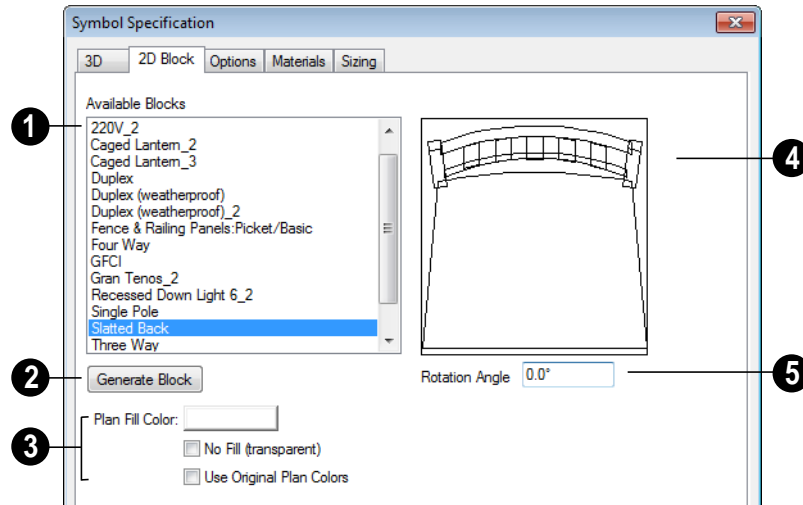 Symbol Specification
3D 2D Block Options Materials Sizing
Available Blocks
1
220V_2
Caged Lantern_2
Caged Lantern_3
Duplex
Duplex (weatherproof)
Duplex (weatherproof)_2
Fence & Railing Panels:Picket/Basic
Four Way
GFCI
Gran Tenos_2
Recessed Down Light 6_2
Single Pole
Slatted Back
Three Way
4
2
Generate Block
Rotation Angle 0.0°
5
3
Plan Fill Color:
No Fill (transparent)
Use Original Plan Colors